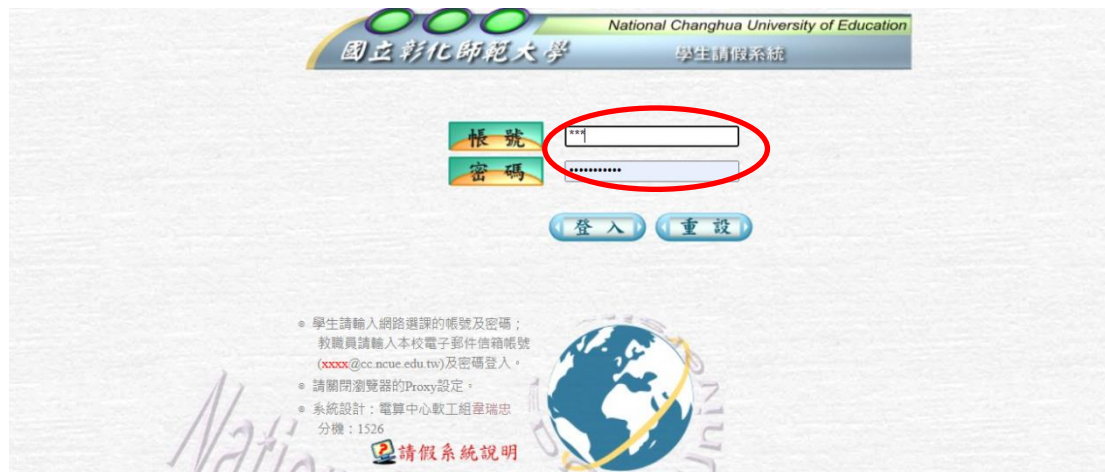 National Changhua University of Education
國立彰化師範大學 學生請假系統
帳號 ***
密碼 •••••••••••
登入 重設
◎ 學生請輸入網路選課的帳號及密碼；
教職員請輸入本校電子郵件信箱帳號
(xxxx@cc.ncue.edu.tw)及密碼登入。
◎ 請關閉瀏覽器的Proxy設定。
◎ 系統設計：電算中心軟工組韋瑞忠
分機：1526
請假系統說明
Nation